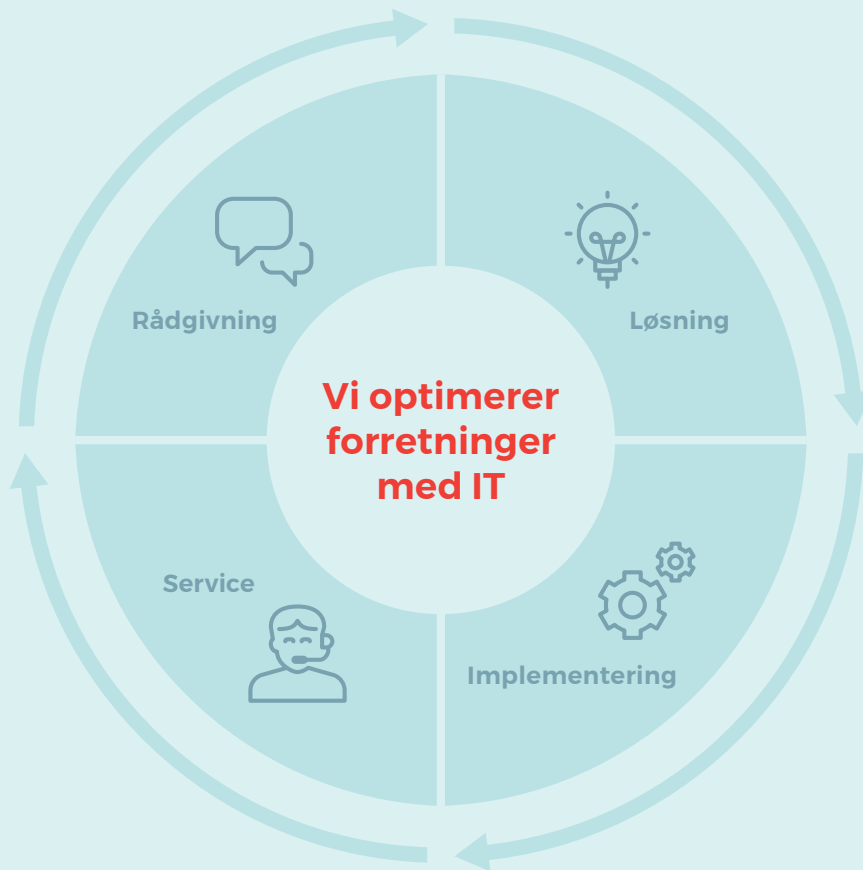 Rådgivning
Løsning
Vi optimerer
forretninger
med IT
Service
Implementering